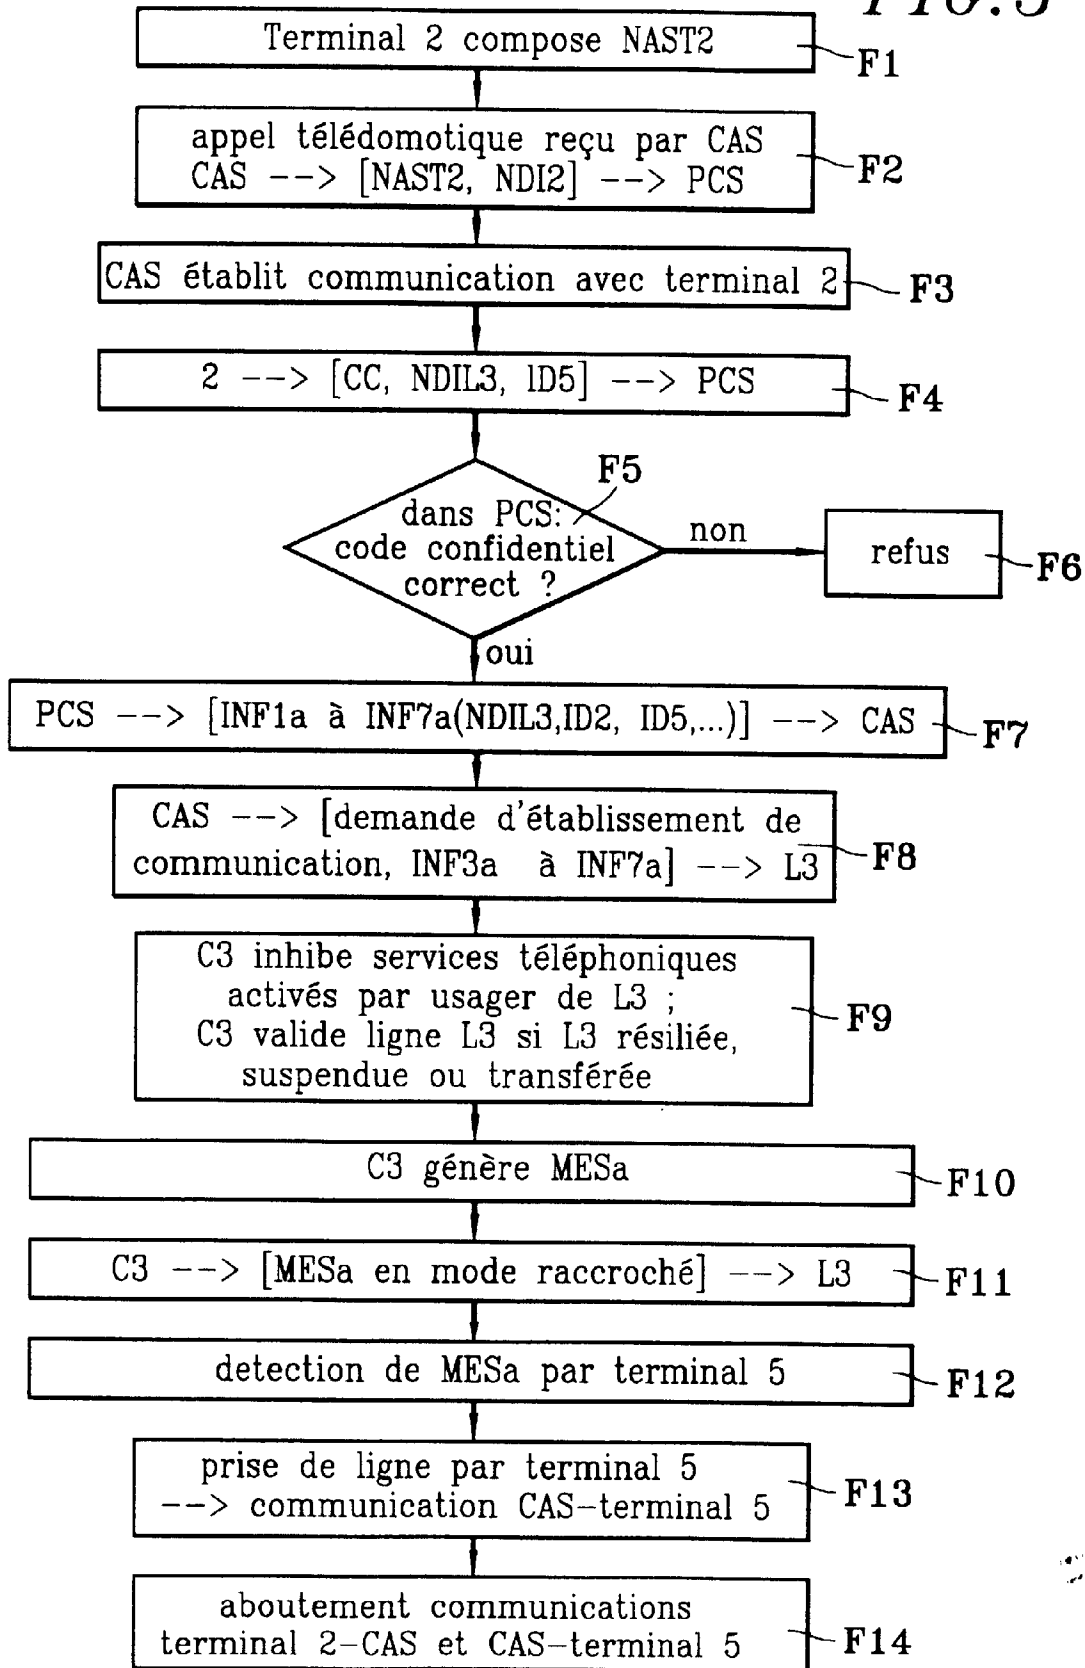 FIG. 5
Terminal 2 compose NAST2
F1
appel télédomotique reçu par CAS
CAS --> [NAST2, NDI2] --> PCS
F2
CAS établit communication avec terminal 2
F3
2 --> [CC, NDIL3, ID5] --> PCS
F4
F5
dans PCS:
code confidentiel
correct ?
non
refus
F6
oui
PCS --> [INF1a à INF7a(NDIL3,ID2, ID5,...)] --> CAS
F7
CAS --> [demande d'établissement de
communication, INF3a à INF7a] --> L3
F8
C3 inhibe services téléphoniques
activés par usager de L3 ;
C3 valide ligne L3 si L3 résiliée,
suspendue ou transférée
F9
C3 génère MESa
F10
C3 --> [MESa en mode raccroché] --> L3
F11
detection de MESa par terminal 5
F12
prise de ligne par terminal 5
--> communication CAS-terminal 5
F13
aboutement communications
terminal 2-CAS et CAS-terminal 5
F14